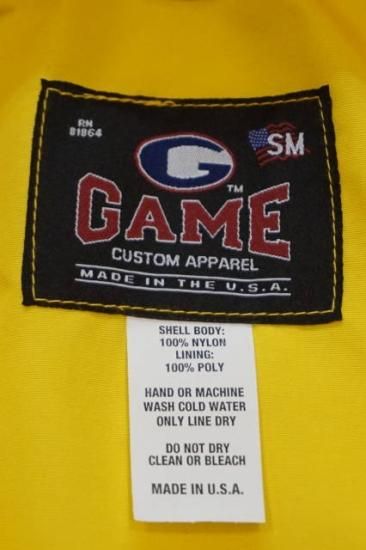 RN
81864
SM
G
TM
GAME
CUSTOM APPAREL
MADE IN THE U.S.A.
SHELL BODY:
100% NYLON
LINING:
100% POLY
HAND OR MACHINE
WASH COLD WATER
ONLY LINE DRY
DO NOT DRY
CLEAN OR BLEACH
MADE IN U.S.A.